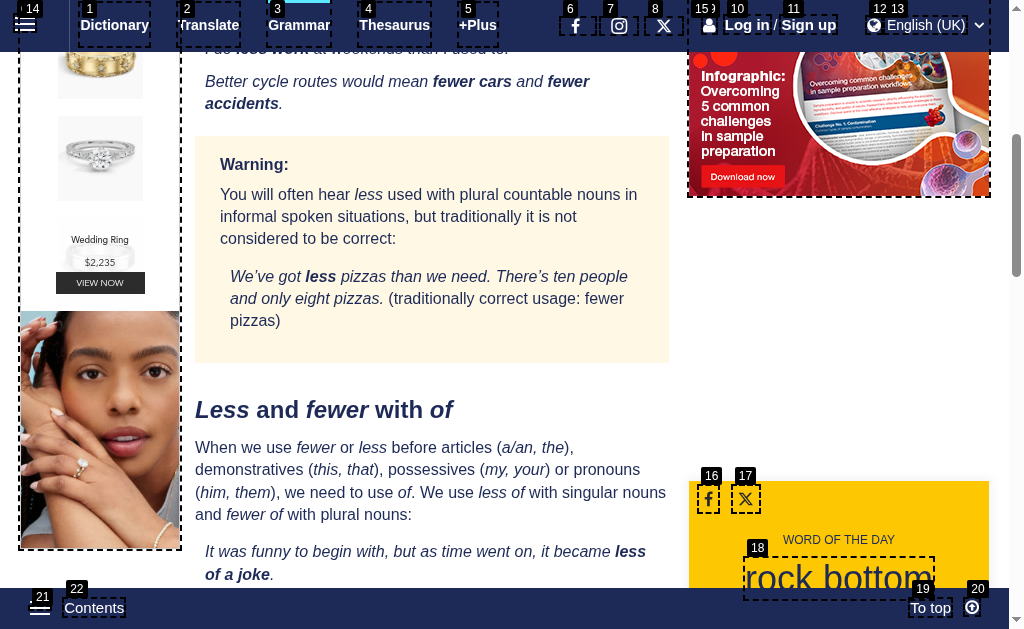 14
1
2
3
4
5
6
7
8
15
10
11
12
13
Dictionary
Translate
Grammar
Thesaurus
+Plus
Log in / Sign up
English (UK)
Better cycle routes would mean fewer cars and fewer
accidents.
Warning:
You will often hear less used with plural countable nouns in
informal spoken situations, but traditionally it is not
considered to be correct:
We've got less pizzas than we need. There's ten people
and only eight pizzas. (traditionally correct usage: fewer
pizzas)
Less and fewer with of
When we use fewer or less before articles (a/an, the),
demonstratives (this, that), possessives (my, your) or pronouns
(him, them), we need to use of. We use less of with singular nouns
and fewer of with plural nouns:
It was funny to begin with, but as time went on, it became less
of a joke.
Wedding Ring
$2,235
VIEW NOW
Infographic:
Overcoming
5 common
challenges
in sample
preparation
Download now
Overcoming common challenges
in sample preparation workflows
16
17
WORD OF THE DAY
18
rock bottom
21
22
Contents
19
To top
20